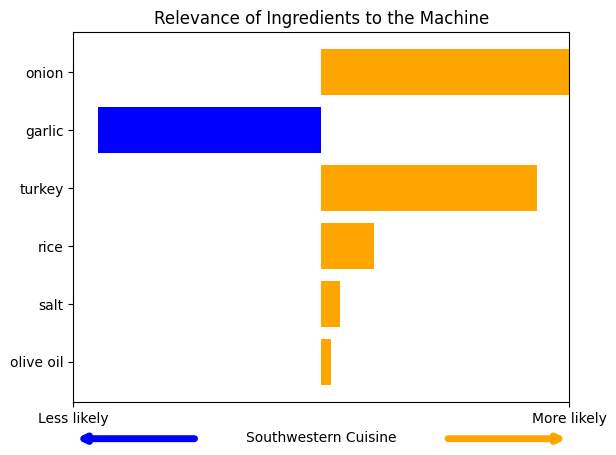 Relevance of Ingredients to the Machine
onion
garlic
turkey
rice
salt
olive oil
Less likely
More likely
Southwestern Cuisine